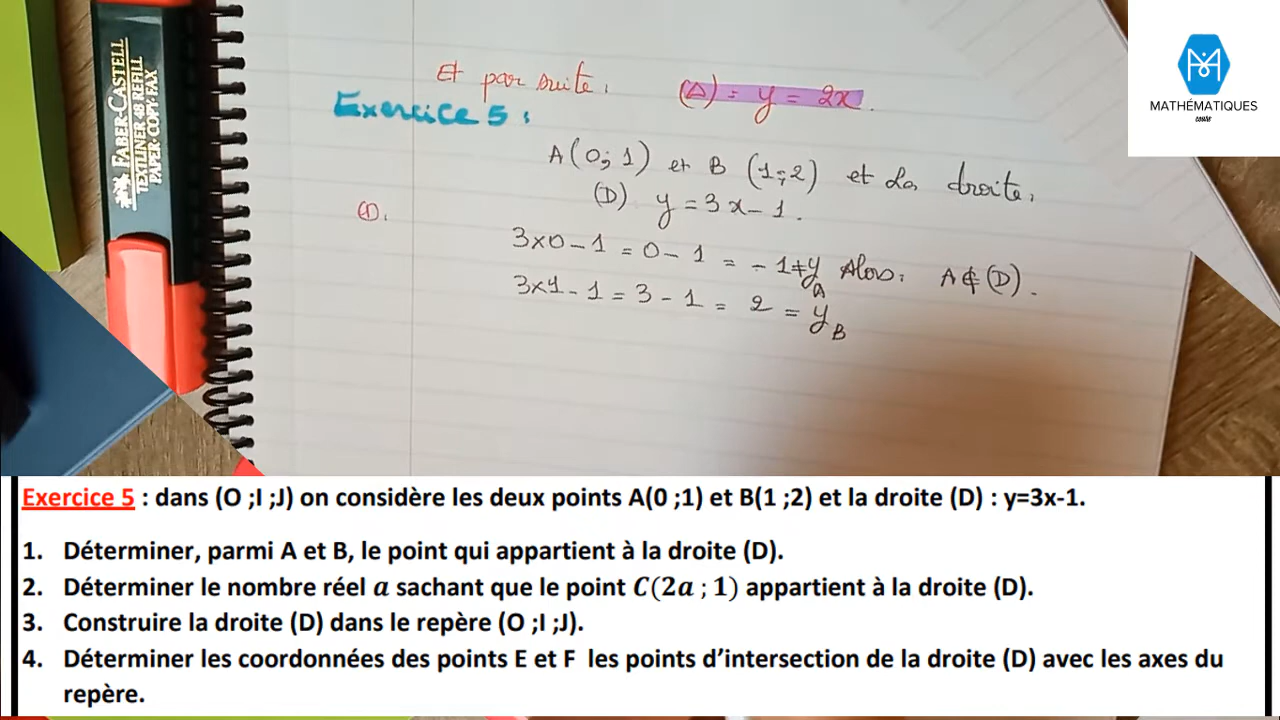 FABER-CASTELL
TEXTLINER 48 REFILL
PAPER·COPY·FAX
MATHÉMATIQUES
cours
Et par suite :
(Δ) : y = 2x.
Exercice 5 :
A(0; 1) et B (1; 2) et La droite.
(D) y = 3x - 1.
①.
3x0 - 1 = 0 - 1 = - 1 ≠ y_A Alors : A ∉ (D).
3x1 - 1 = 3 - 1 = 2 = y_B
Exercice 5 : dans (O ;I ;J) on considère les deux points A(0 ;1) et B(1 ;2) et la droite (D) : y=3x-1.
1. Déterminer, parmi A et B, le point qui appartient à la droite (D).
2. Déterminer le nombre réel a sachant que le point C(2a ; 1) appartient à la droite (D).
3. Construire la droite (D) dans le repère (O ;I ;J).
4. Déterminer les coordonnées des points E et F les points d'intersection de la droite (D) avec les axes du
repère.